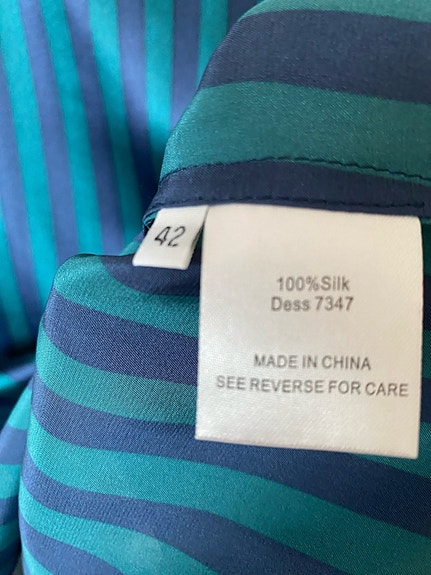 42
100%Silk
Dess 7347
MADE IN CHINA
SEE REVERSE FOR CARE